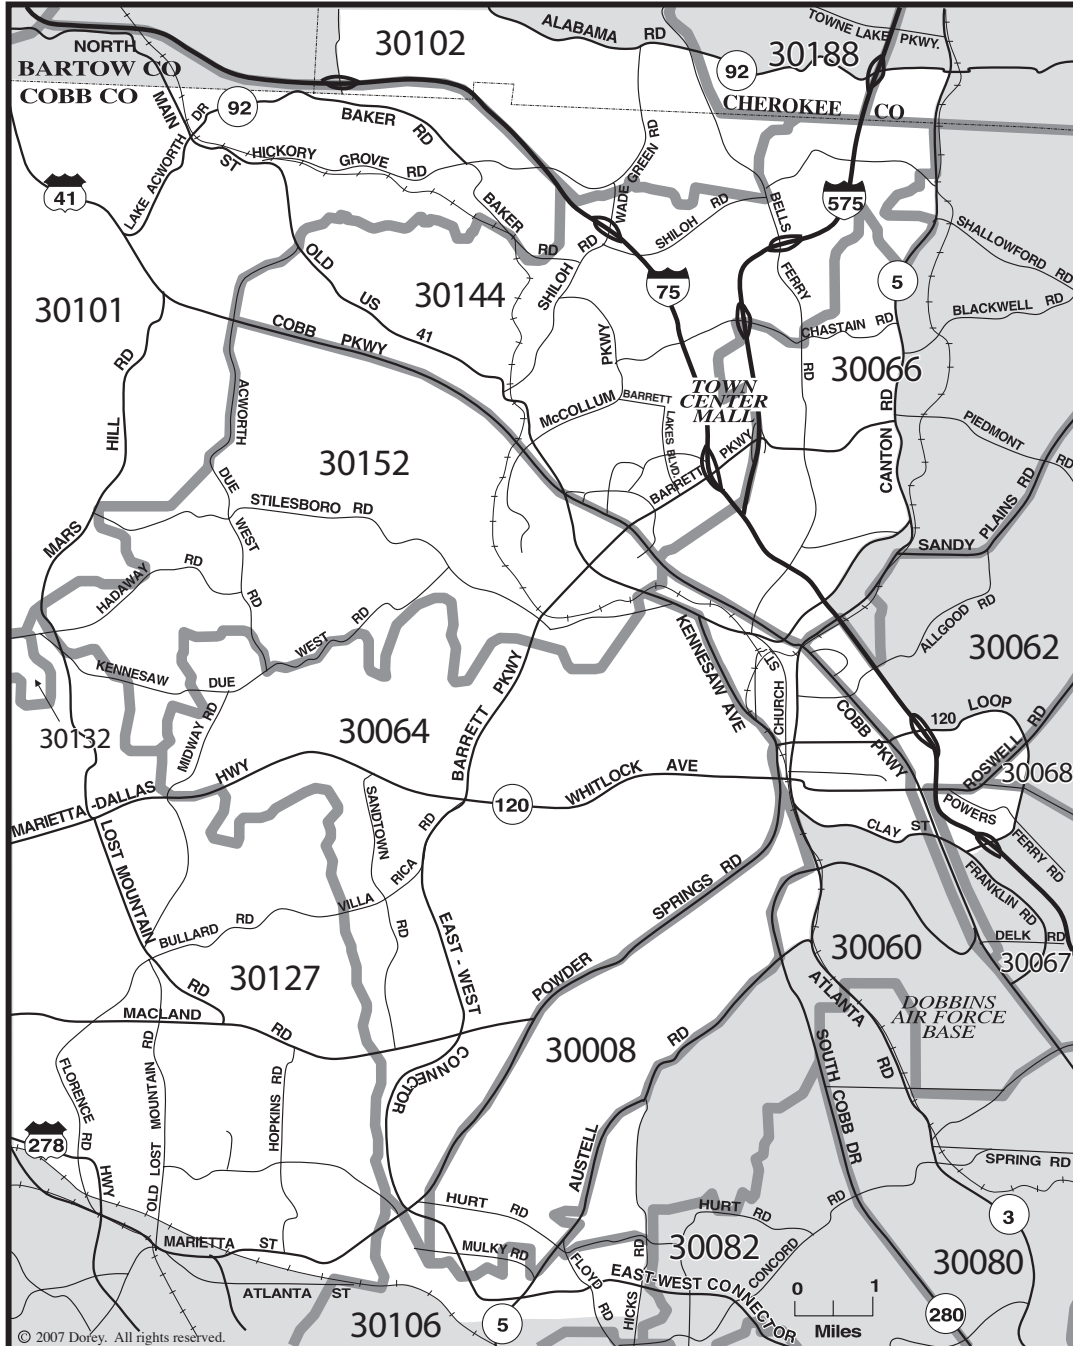 ALABAMA RD
TOWNE LAKE PKWY.
30102
30188
NORTH
BARTOW CO
COBB CO
92
CHEROKEE CO
MAIN ST
92
BAKER RD
LAKE ACWORTH DR
HICKORY GROVE RD
WADE GREEN RD
41
BAKER RD
SHILOH RD
BELLS FERRY RD
575
SHALLOWFORD RD
OLD US 41
SHILOH RD
75
5
30101
30144
BLACKWELL RD
COBB PKWY
CHASTAIN RD
30066
McCOLLUM PKWY
BARRETT LAKES BLVD
TOWN
CENTER
MALL
ACWORTH DUE WEST RD
MARS HILL RD
30152
BARRETT PKWY
CANTON RD
PIEDMONT RD
STILESBORO RD
SANDY PLAINS RD
HADAWAY RD
ALLGOOD RD
KENNESAW DUE WEST RD
30062
KENNESAW AVE
CHURCH ST
BARRETT PKWY
COBB PKWY
120 LOOP
30132
30064
MIDWAY RD
ROSWELL RD
30068
MARIETTA-DALLAS HWY
120
WHITLOCK AVE
POWERS FERRY RD
SANDTOWN RD
CLAY ST
LOST MOUNTAIN RD
VILLA RICA RD
FRANKLIN RD
POWDER SPRINGS RD
BULLARD RD
EAST-WEST CONNECTOR
DELK RD
30127
30060
30067
MACLAND RD
ATLANTA RD
DOBBINS
AIR FORCE
BASE
30008
FLORENCE RD
OLD LOST MOUNTAIN RD
HOPKINS RD
SOUTH COBB DR
AUSTELL RD
278
HWY
SPRING RD
HURT RD
HURT RD
3
MARIETTA ST
MULKY RD
FLOYD RD
HICKS RD
30082
CONCORD RD
30080
EAST-WEST CONNECTOR
ATLANTA ST
0 1
Miles
280
30106
5
© 2007 Dorey. All rights reserved.